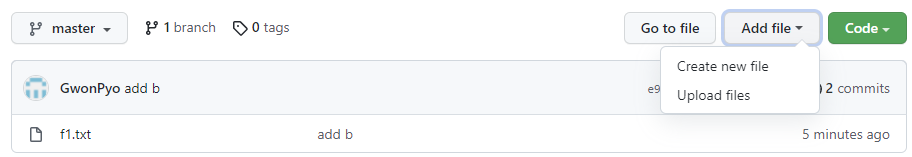 master 1 branch 0 tags Go to file Add file Code
Create new file
Upload files
GwonPyo add b e9 2 commits
f1.txt add b 5 minutes ago